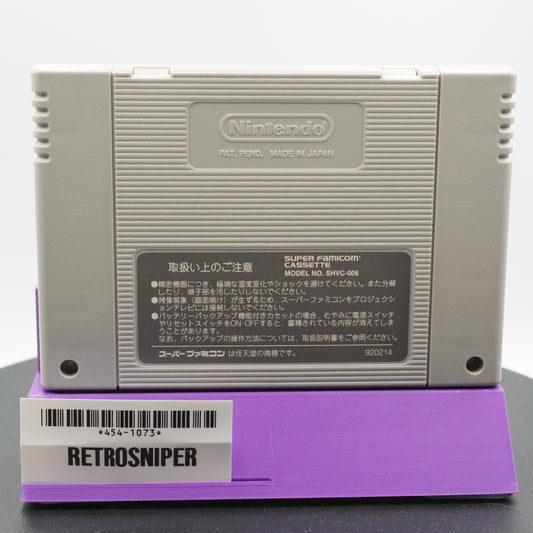 Nintendo
PAT. PEND. MADE IN JAPAN
取扱い上のご注意
SUPER FAMICOM
CASSETTE
MODEL NO. SHVC-006
●精密機器につき、極端な温度変化やショックを避けてください。また分解
したり、端子部を汚したりしないでください。
●残像現象（画面焼け）が生ずるため、スーパーファミコンをプロジェクシ
ョンテレビには接続しないでください。
●バッテリーバックアップ機能付きカセットの場合、むやみに電源スイッチ
やリセットスイッチをON・OFFすると、蓄積されている内容が消えてしま
うことがあります。
なお、バックアップの操作方法については、取扱説明書をご参照ください。
スーパーファミコン は任天堂の商標です。
920214
*454-1073*
RETROSNIPER